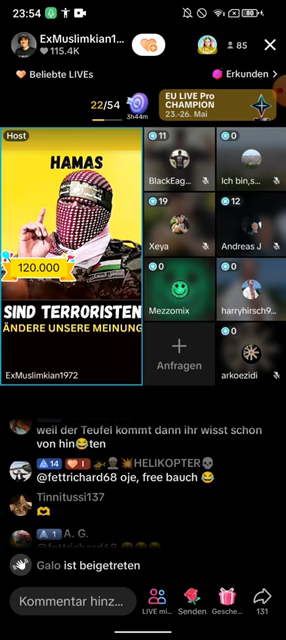 23:54
80
ExMuslimkian1...
115.4K
85
Beliebte LIVEs
Erkunden
22/54
3h44m
EU LIVE Pro
CHAMPION
23.-26. Mai
Host
HAMAS
120.000
SIND TERRORISTEN
ÄNDERE UNSERE MEINUNG
ExMuslimkian1972
11
BlackEag...
0
Ich bin,s...
19
Xeya
12
Andreas J
0
Mezzomix
0
harryhirsch9...
Anfragen
0
arkoezidi
weil der Teufel kommt dann ihr wisst schon
von hin😂ten
14
I
HELIKOPTER
@fettrichard68 oje, free bauch 😂
Tinnitussi137
🫶
1
A. G.
@fettrichard68
Galo ist beigetreten
Kommentar hinz...
LIVE mi...
Senden
Gesche...
131